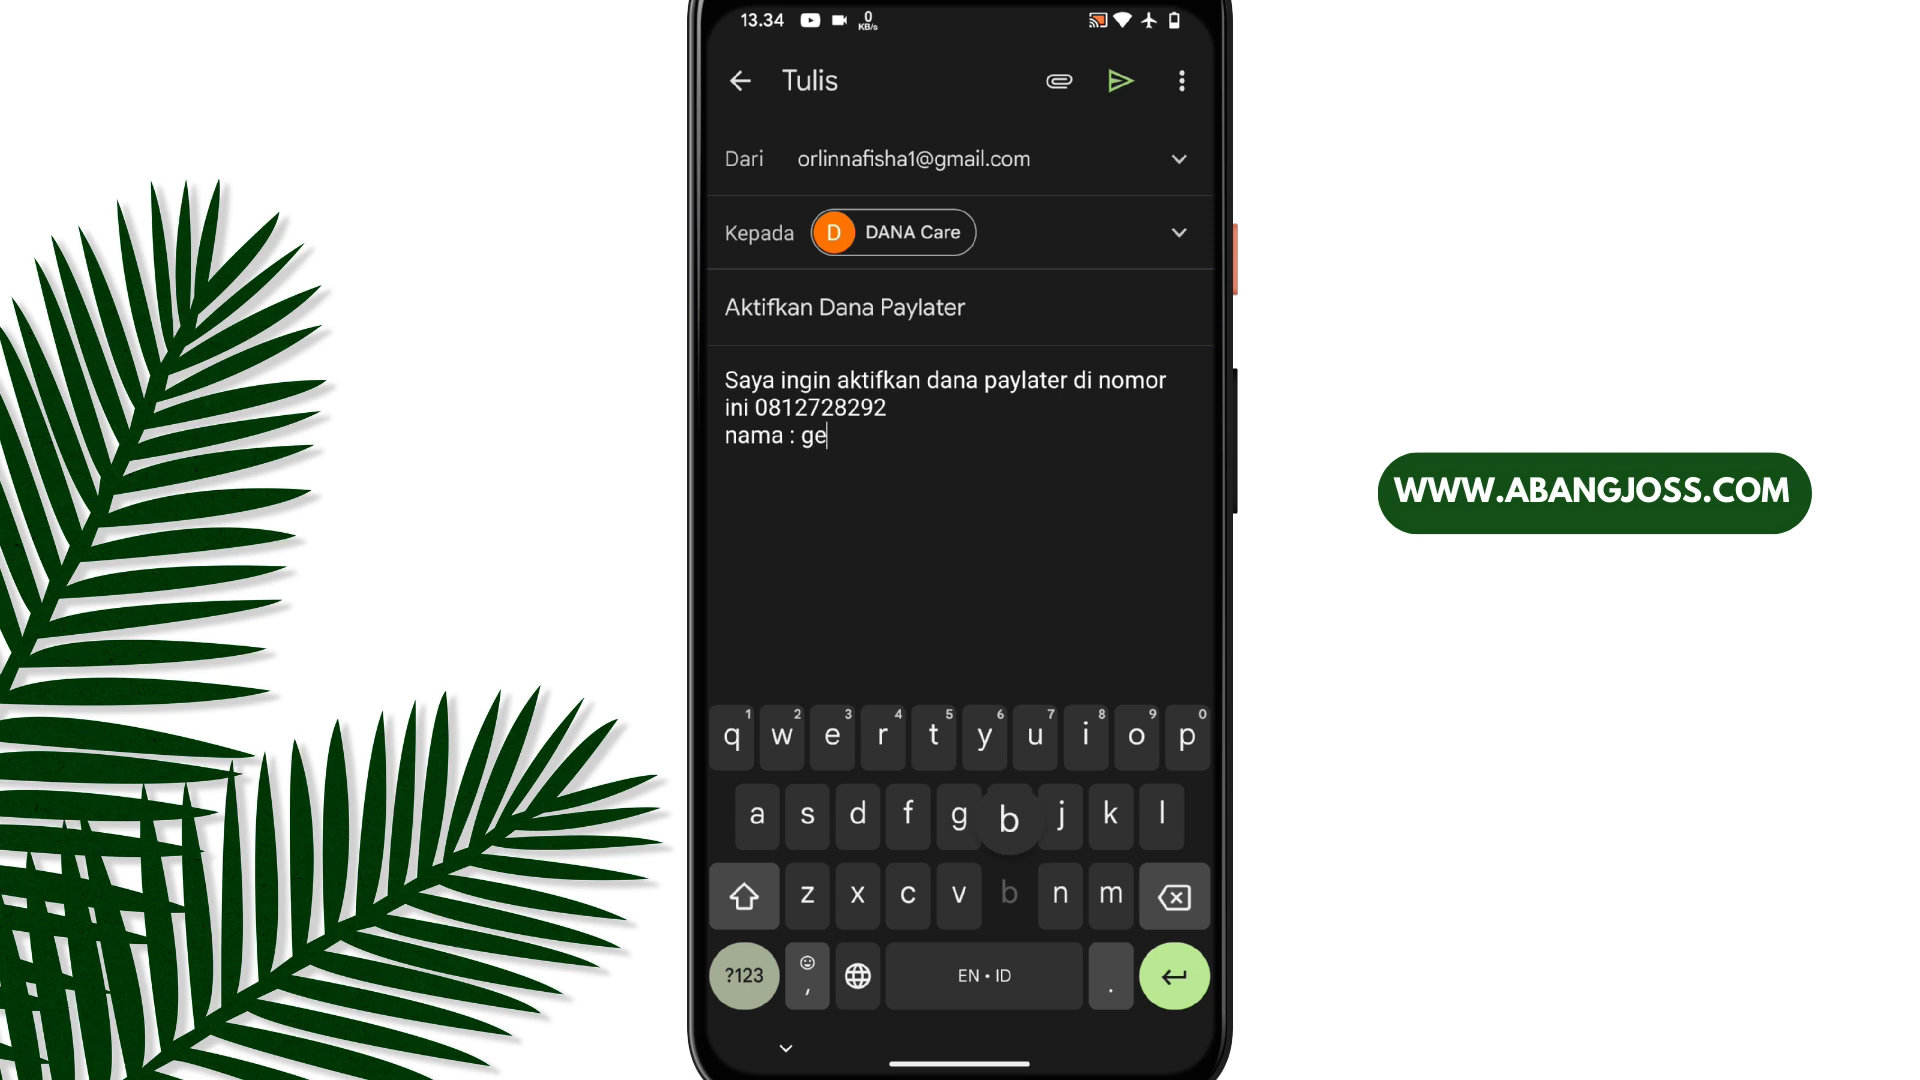 13.34
0
KB/s
Tulis
Dari orlinnafisha1@gmail.com
Kepada D DANA Care
Aktifkan Dana Paylater
Saya ingin aktifkan dana paylater di nomor
ini 0812728292
nama : ge
WWW.ABANGJOSS.COM
1 2 3 4 5 6 7 8 9 0
q w e r t y u i o p
a s d f g b j k l
z x c v b n m
?123 , EN • ID .